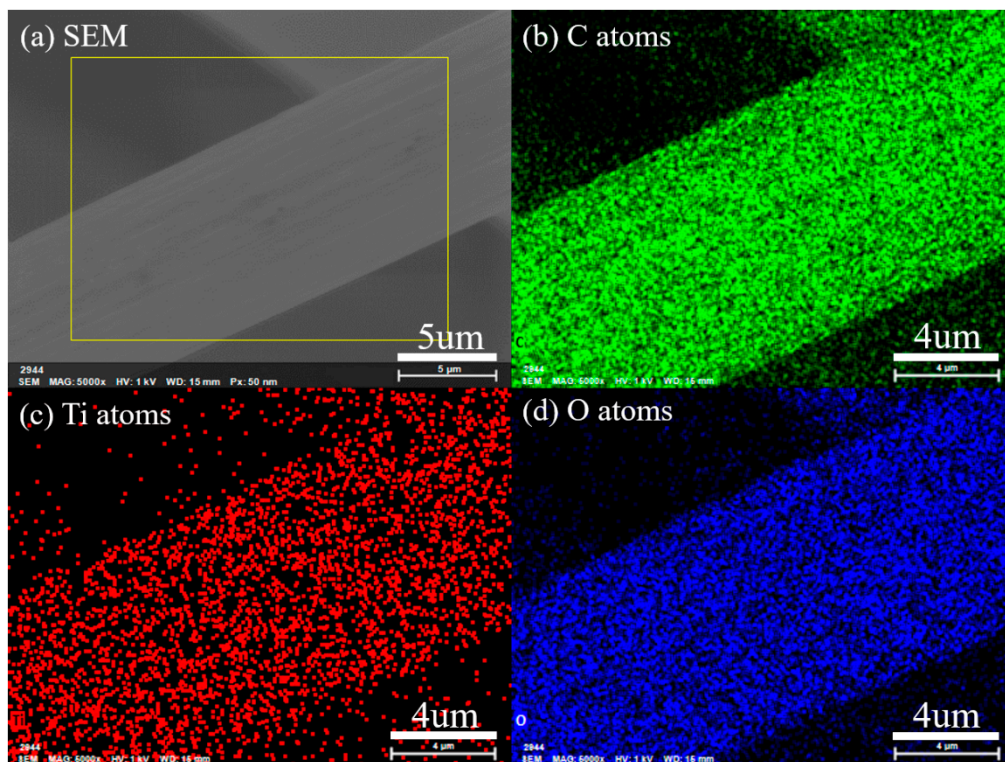 (a) SEM
5um
5 µm
2944
SEM MAG: 5000x HV: 1 kV WD: 15 mm Px: 50 nm
(b) C atoms
C
4um
4 µm
2944
SEM MAG: 5000x HV: 1 kV WD: 15 mm
(c) Ti atoms
Ti
4um
4 µm
2944
SEM MAG: 5000x HV: 1 kV WD: 15 mm
(d) O atoms
O
4um
4 µm
2944
SEM MAG: 5000x HV: 1 kV WD: 15 mm